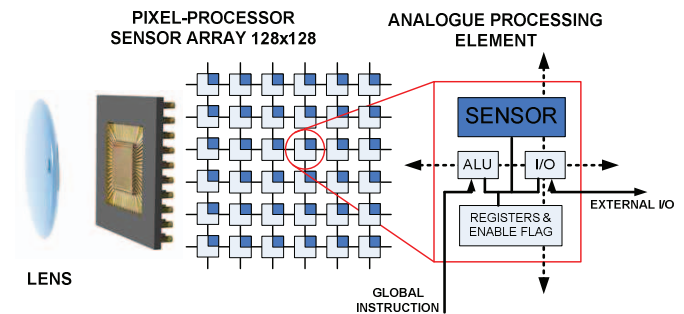 PIXEL-PROCESSOR
SENSOR ARRAY 128x128
ANALOGUE PROCESSING
ELEMENT
SENSOR
ALU
I/O
EXTERNAL I/O
REGISTERS &
ENABLE FLAG
LENS
GLOBAL
INSTRUCTION